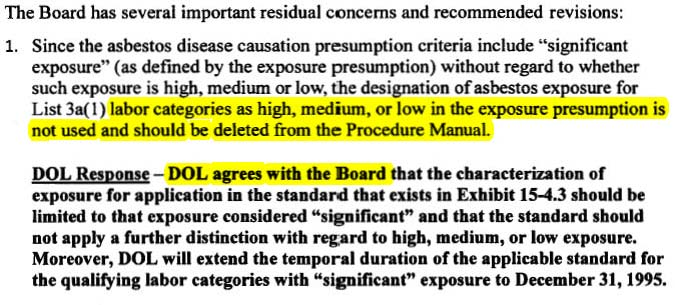 The Board has several important residual concerns and recommended revisions:
1. Since the asbestos disease causation presumption criteria include “significant
exposure” (as defined by the exposure presumption) without regard to whether
such exposure is high, medium or low, the designation of asbestos exposure for
List 3a(1) labor categories as high, medium, or low in the exposure presumption is
not used and should be deleted from the Procedure Manual.
DOL Response – DOL agrees with the Board that the characterization of
exposure for application in the standard that exists in Exhibit 15-4.3 should be
limited to that exposure considered “significant” and that the standard should
not apply a further distinction with regard to high, medium, or low exposure.
Moreover, DOL will extend the temporal duration of the applicable standard for
the qualifying labor categories with “significant” exposure to December 31, 1995.